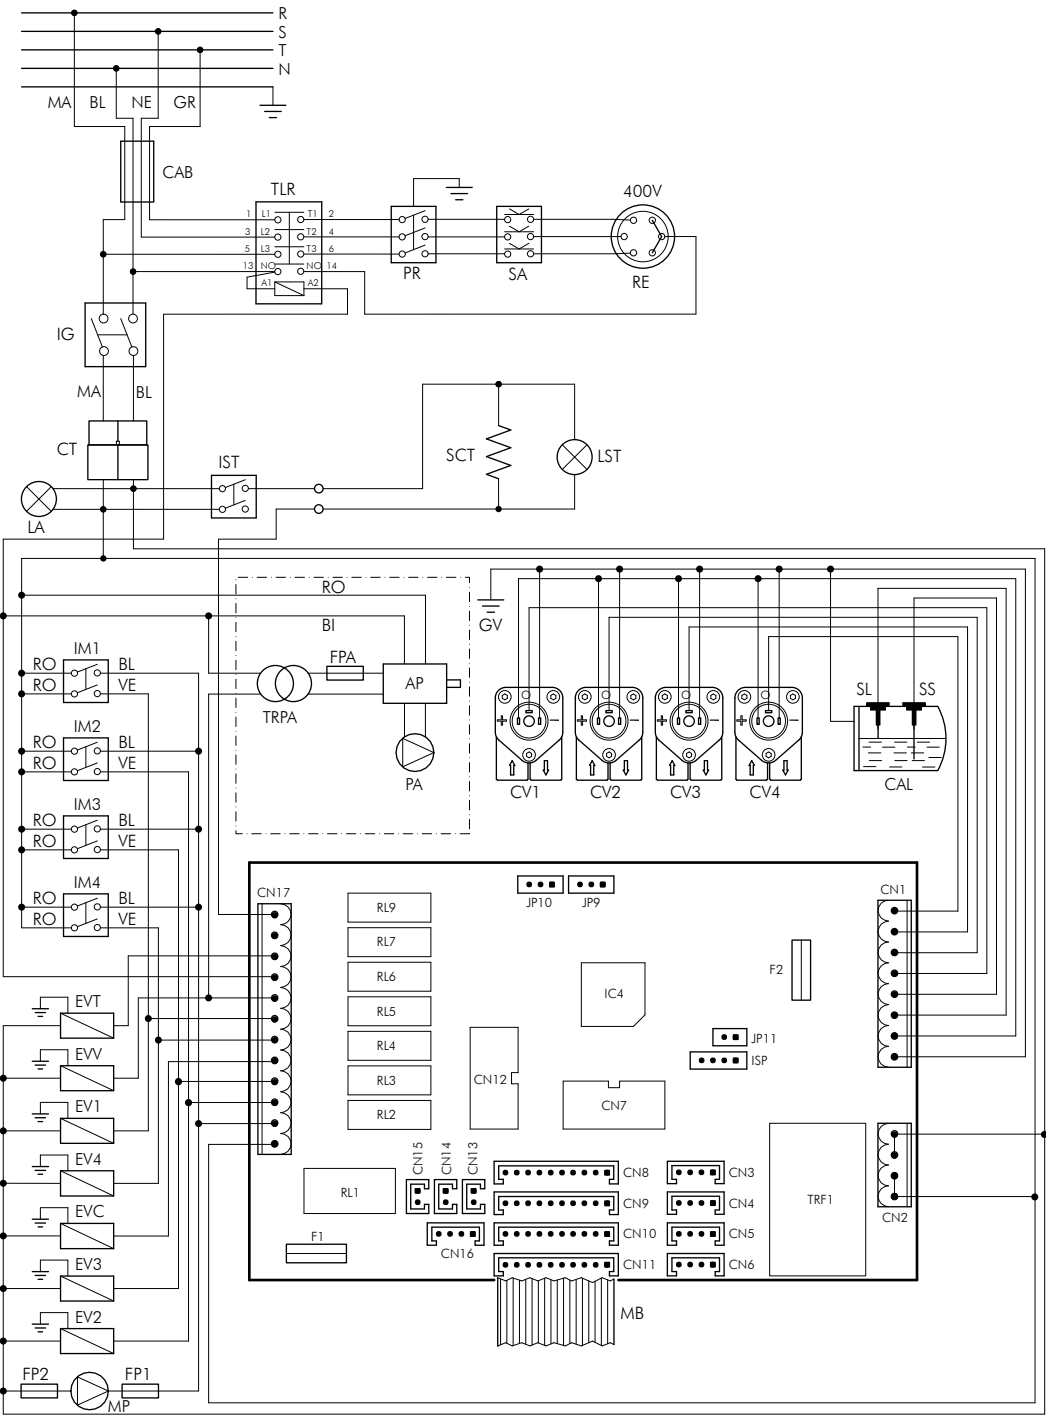 R
S
T
N
MA BL NE GR
CAB
TLR
400V
1 L1 T1 2
3 L2 T2 4
5 L3 T3 6
13 NO NO 14
A1 A2
PR
SA
RE
IG
MA BL
CT
IST
SCT
LST
LA
RO
BI
GV
FPA
AP
TRPA
PA
IM1
RO BL
RO VE
IM2
RO BL
RO VE
IM3
RO BL
RO VE
IM4
RO BL
RO VE
+ − + − + − + −
CV1 CV2 CV3 CV4
SL SS
CAL
CN17
JP10 JP9
CN1
RL9
RL7
RL6
RL5
RL4
RL3
RL2
IC4
F2
JP11
ISP
CN12
CN7
EVT
EVV
EV1
EV4
EVC
EV3
EV2
CN15 CN14 CN13
RL1
CN8 CN3
CN9 CN4
CN10 CN5
CN11 CN6
CN16
F1
TRF1
CN2
MB
FP2 FP1
MP